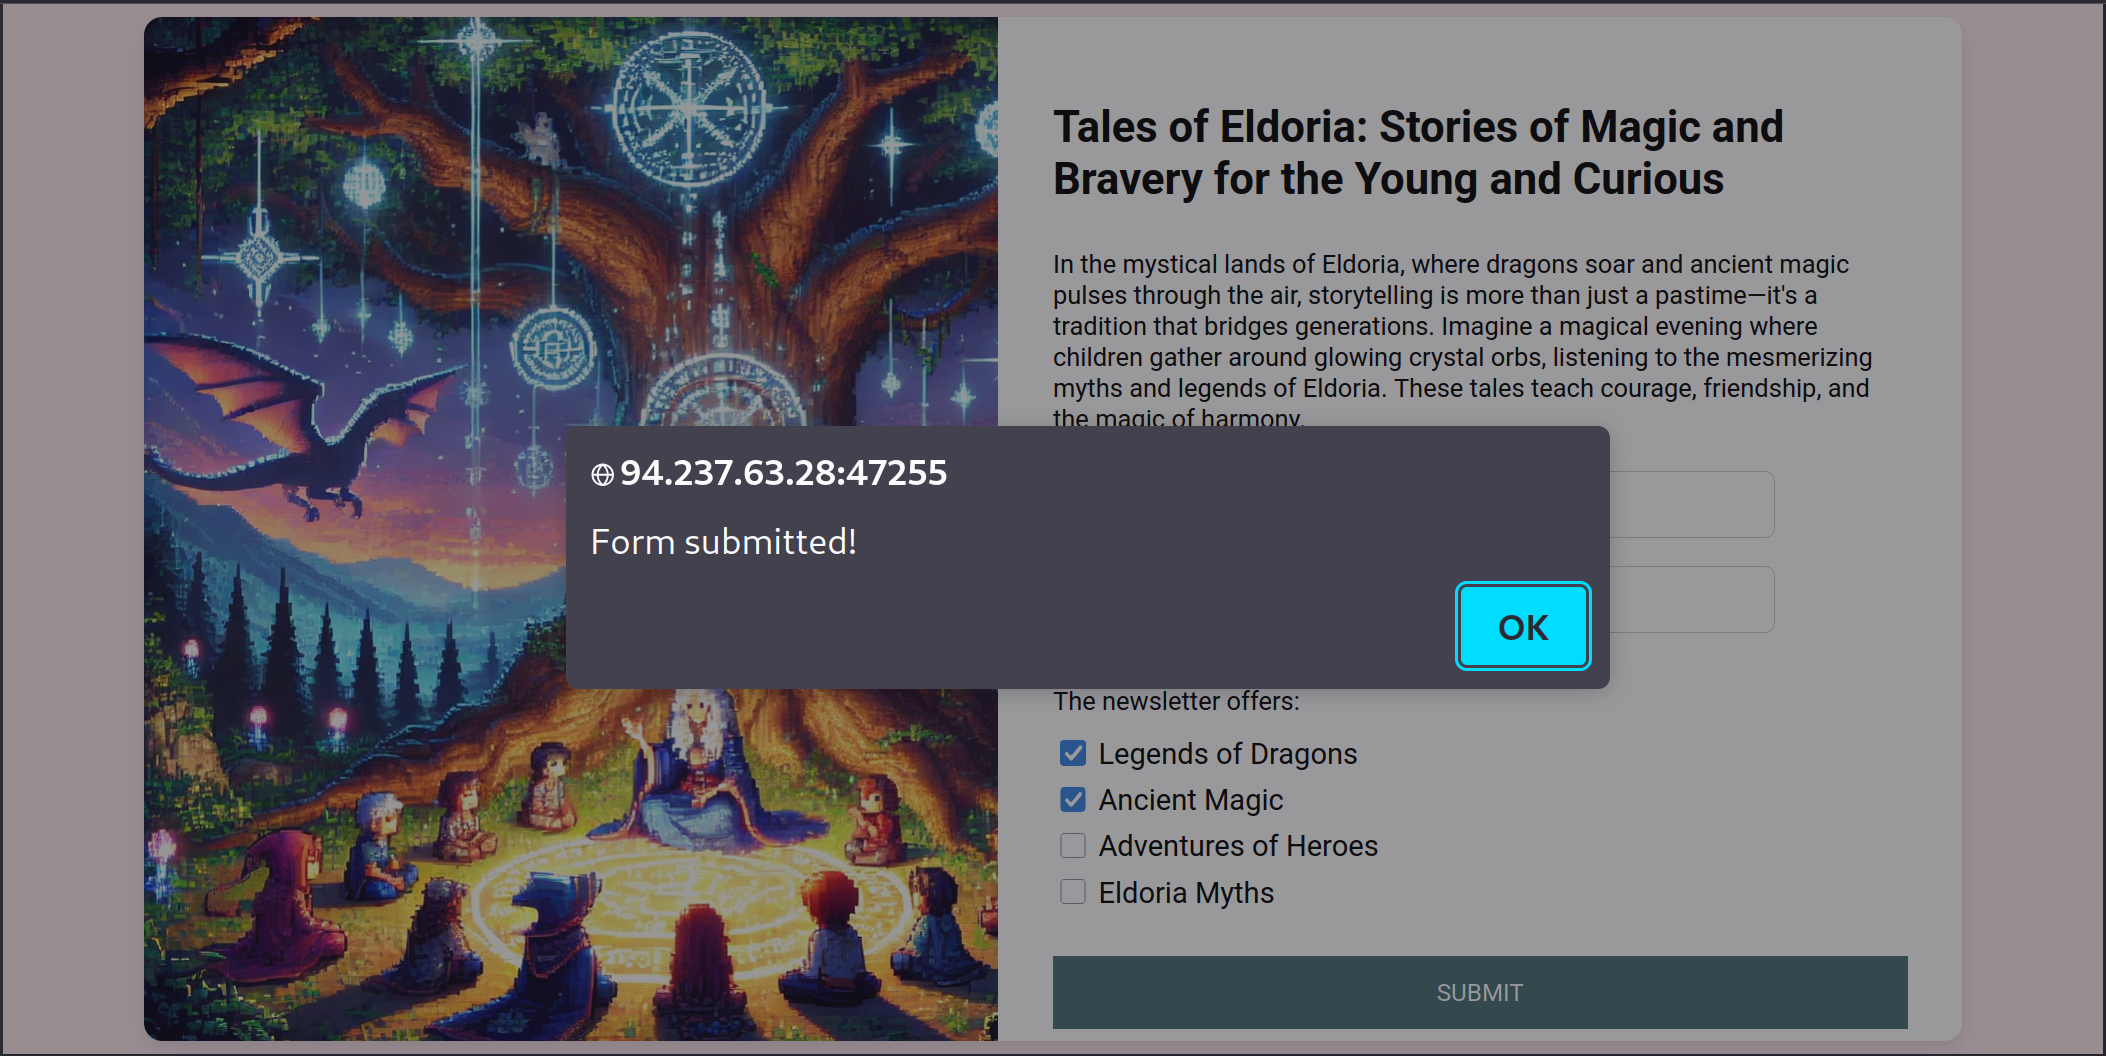 Tales of Eldoria: Stories of Magic and
Bravery for the Young and Curious
In the mystical lands of Eldoria, where dragons soar and ancient magic
pulses through the air, storytelling is more than just a pastime—it's a
tradition that bridges generations. Imagine a magical evening where
children gather around glowing crystal orbs, listening to the mesmerizing
myths and legends of Eldoria. These tales teach courage, friendship, and
the magic of harmony.
94.237.63.28:47255
Form submitted!
OK
The newsletter offers:
Legends of Dragons
Ancient Magic
Adventures of Heroes
Eldoria Myths
SUBMIT